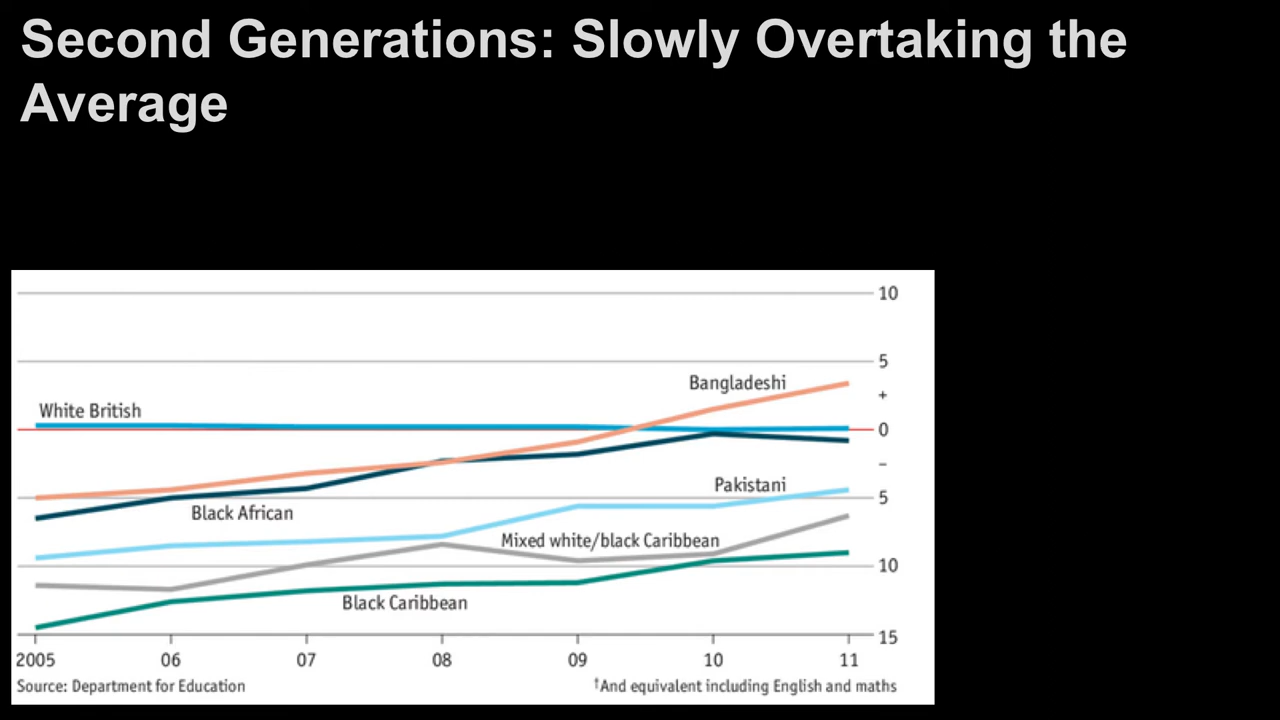 Second Generations: Slowly Overtaking the
Average
10
5
+
0
–
5
10
15
White British
Bangladeshi
Black African
Pakistani
Mixed white/black Caribbean
Black Caribbean
2005 06 07 08 09 10 11
Source: Department for Education
†And equivalent including English and maths